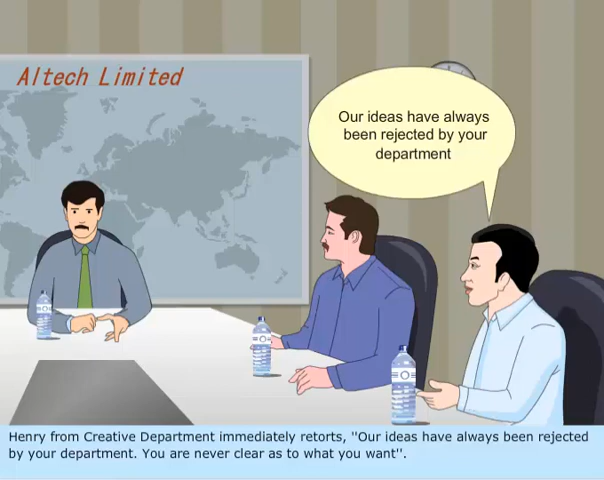 Altech Limited
Our ideas have always
been rejected by your
department
Henry from Creative Department immediately retorts, "Our ideas have always been rejected
by your department. You are never clear as to what you want".